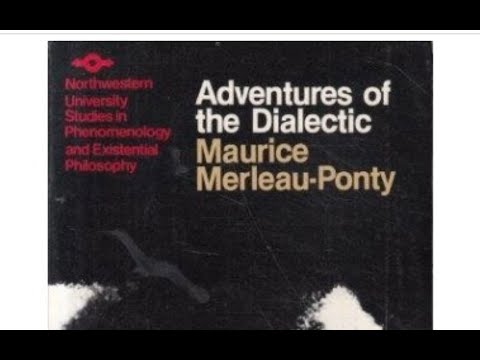 Northwestern
University
Studies in
Phenomenology
and Existential
Philosophy
Adventures of
the Dialectic
Maurice
Merleau-Ponty